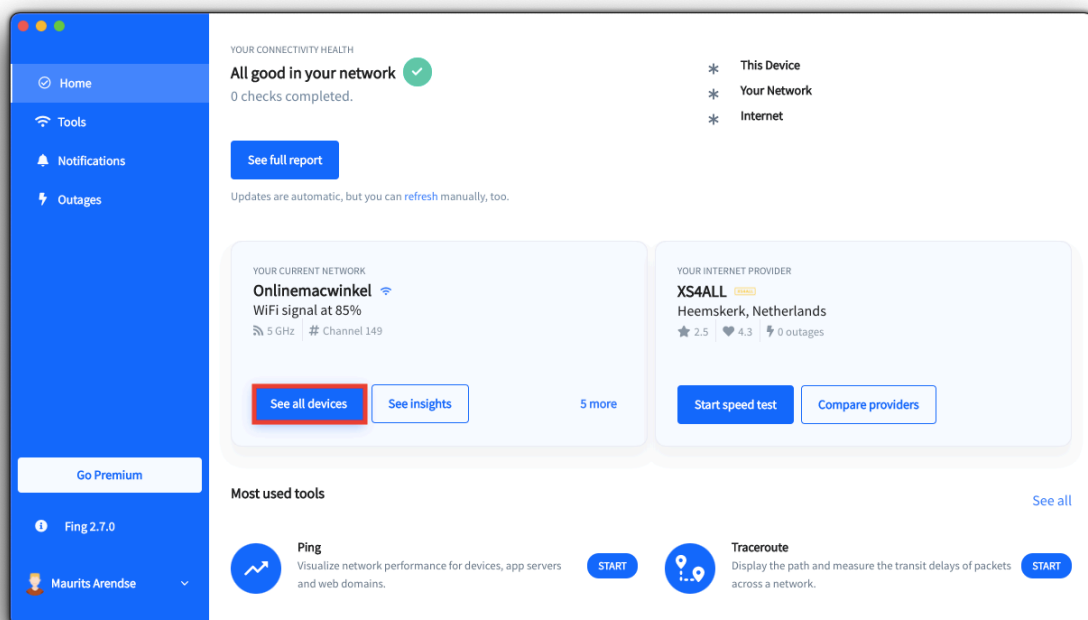 Home
Tools
Notifications
Outages
Go Premium
Fing 2.7.0
Maurits Arendse
YOUR CONNECTIVITY HEALTH
All good in your network
0 checks completed.
This Device
Your Network
Internet
See full report
Updates are automatic, but you can refresh manually, too.
YOUR CURRENT NETWORK
Onlinemacwinkel
WiFi signal at 85%
5 GHz # Channel 149
See all devices
See insights
5 more
YOUR INTERNET PROVIDER
XS4ALL
Heemskerk, Netherlands
2.5 4.3 0 outages
Start speed test
Compare providers
Most used tools
See all
Ping
Visualize network performance for devices, app servers
and web domains.
START
Traceroute
Display the path and measure the transit delays of packets
across a network.
START